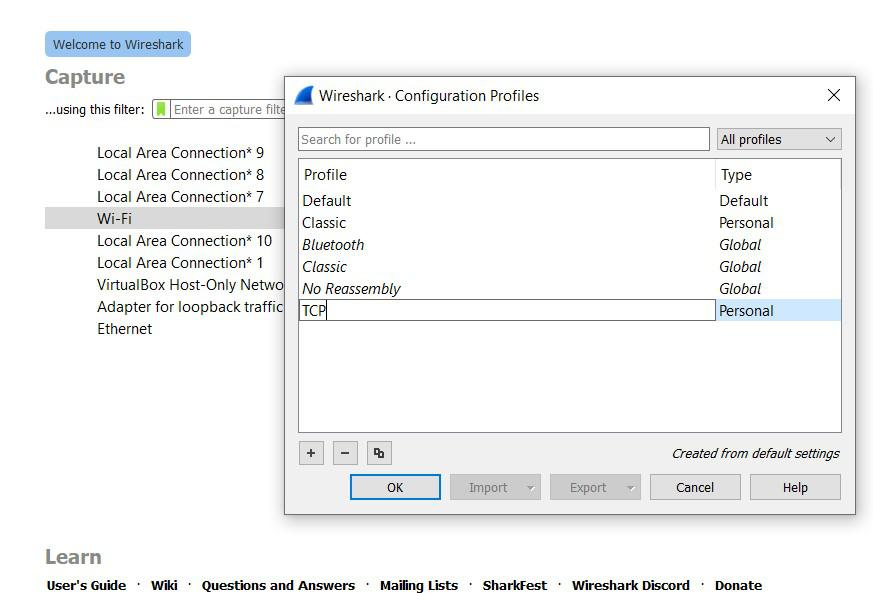 Welcome to Wireshark
Capture
...using this filter: Enter a capture filte
Local Area Connection* 9
Local Area Connection* 8
Local Area Connection* 7
Wi-Fi
Local Area Connection* 10
Local Area Connection* 1
VirtualBox Host-Only Netwo
Adapter for loopback traffic
Ethernet
Wireshark · Configuration Profiles
Search for profile ... All profiles
Profile Type
Default Default
Classic Personal
Bluetooth Global
Classic Global
No Reassembly Global
TCP Personal
Created from default settings
OK Import Export Cancel Help
Learn
User's Guide · Wiki · Questions and Answers · Mailing Lists · SharkFest · Wireshark Discord · Donate